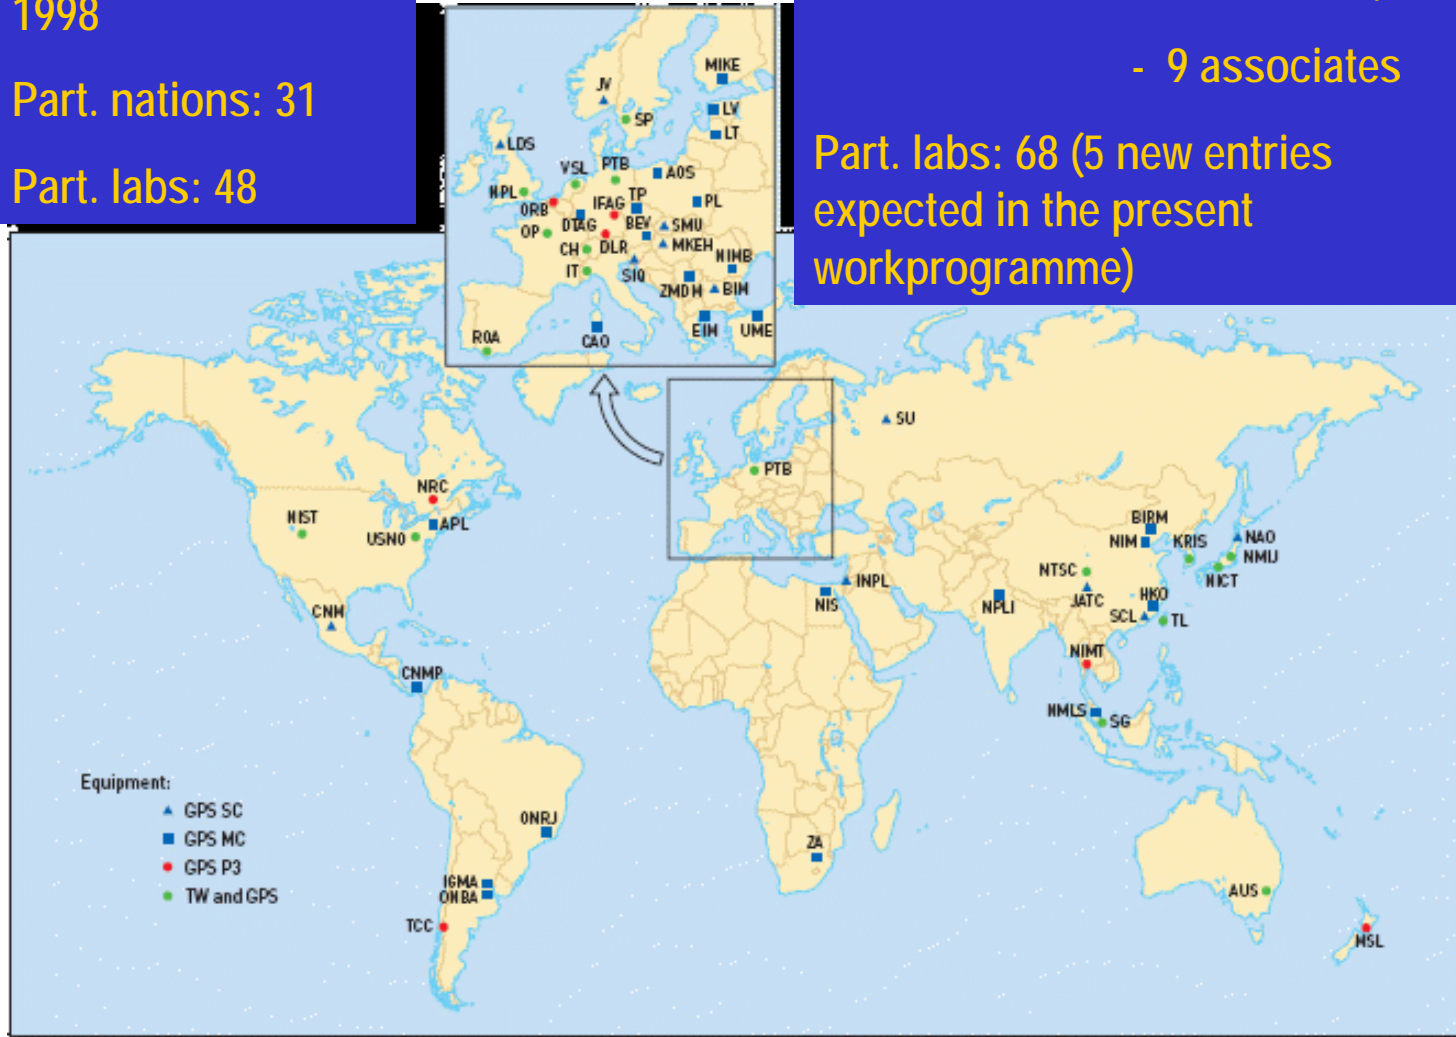 1998
Part. nations: 31
Part. labs: 48
- 9 associates
Part. labs: 68 (5 new entries
expected in the present
workprogramme)
MIKE
JV
LV
SP
LT
LDS
VSL
PTB
AOS
NPL
IFAG
TP
PL
ORB
DTAG
BEV
SMU
OP
CH
DLR
MKEH
NIMB
IT
SIQ
ZMDM
BIM
ROA
CAO
EIM
UME
SU
PTB
NRC
NIST
APL
USNO
BIRM
NIM
KRIS
NAO
NMIJ
NICT
NTSC
INPL
JATC
HKO
NIS
NPLI
SCL
TL
CNM
NIMT
CNMP
NMLS
SG
Equipment:
GPS SC
GPS MC
GPS P3
TW and GPS
ONRJ
ZA
IGMA
ONBA
AUS
TCC
MSL